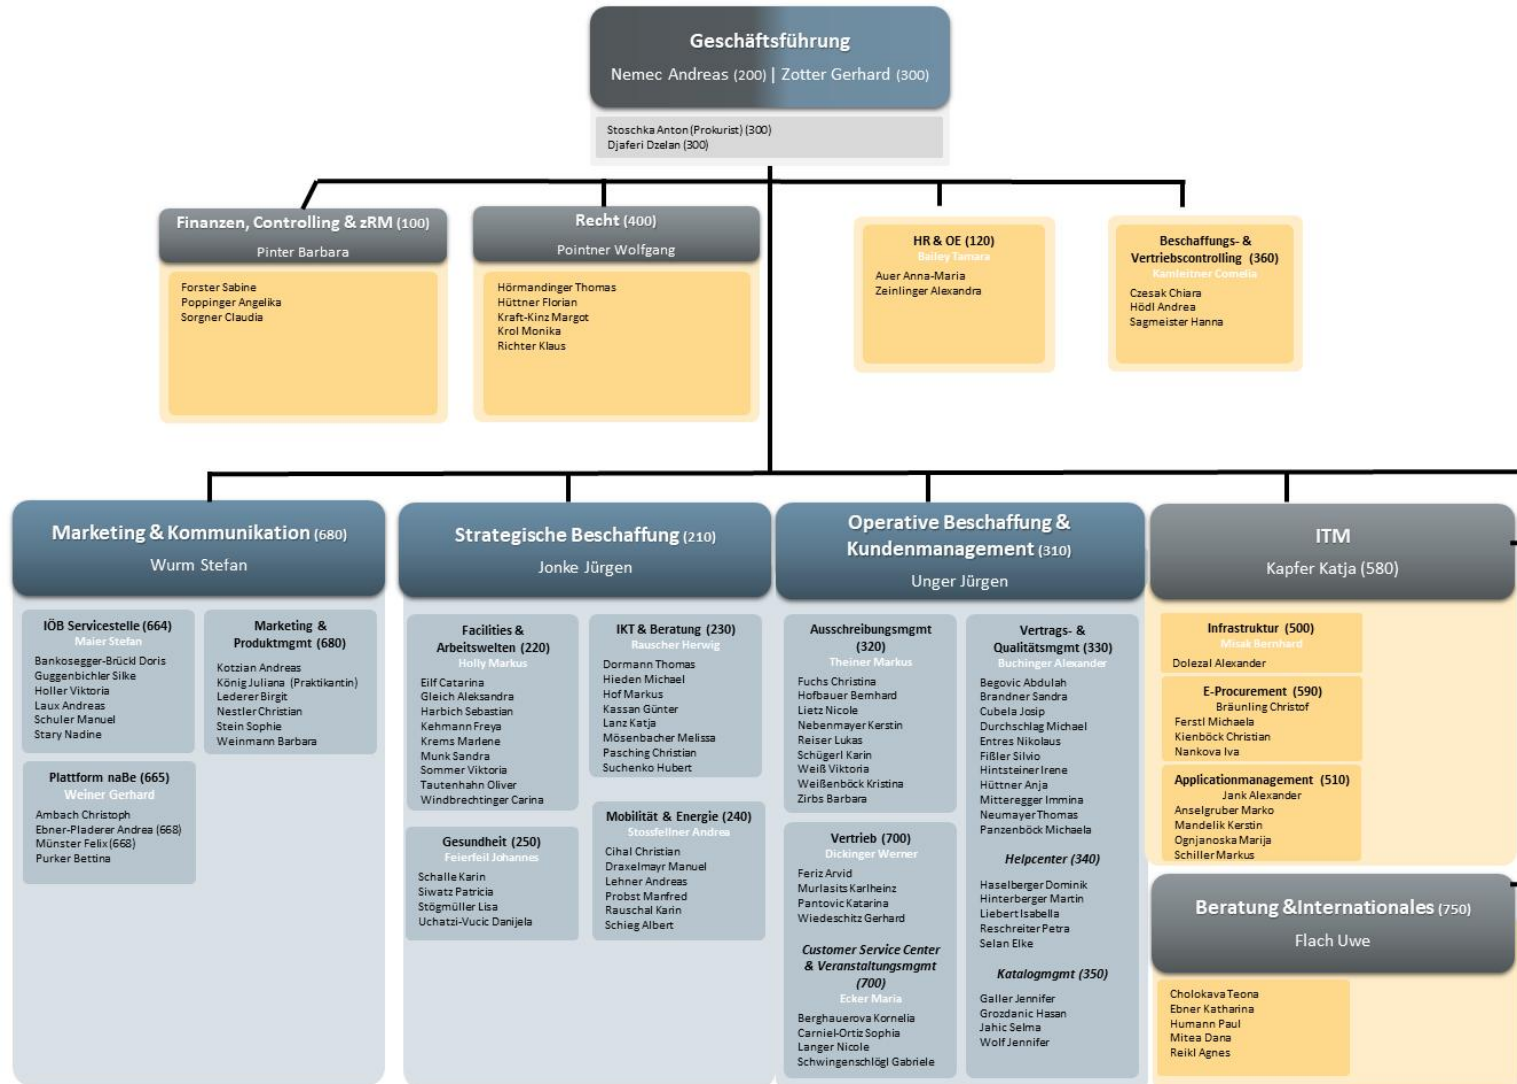 Geschäftsführung
Nemec Andreas (200) | Zotter Gerhard (300)
Stoschka Anton (Prokurist) (300)
Djaferi Dzelan (300)
Finanzen, Controlling & zRM (100)
Pinter Barbara
Forster Sabine
Poppinger Angelika
Sorgner Claudia
Recht (400)
Pointner Wolfgang
Hörmandinger Thomas
Hüttner Florian
Kraft-Kinz Margot
Krol Monika
Richter Klaus
HR & OE (120)
Bailey Tamara
Auer Anna-Maria
Zeinlinger Alexandra
Beschaffungs- &
Vertriebscontrolling (360)
Kamleitner Cornelia
Czesak Chiara
Hödl Andrea
Sagmeister Hanna
Marketing & Kommunikation (680)
Wurm Stefan
IÖB Servicestelle (664)
Maier Stefan
Bankosegger-Brückl Doris
Guggenbichler Silke
Holler Viktoria
Laux Andreas
Schuler Manuel
Stary Nadine
Plattform naBe (665)
Weiner Gerhard
Ambach Christoph
Ebner-Pladerer Andrea (668)
Münster Felix (668)
Purker Bettina
Marketing &
Produktmgmt (680)
Kotzian Andreas
König Juliana (Praktikantin)
Lederer Birgit
Nestler Christian
Stein Sophie
Weinmann Barbara
Strategische Beschaffung (210)
Jonke Jürgen
Facilities &
Arbeitswelten (220)
Holly Markus
Eilf Catarina
Gleich Aleksandra
Harbich Sebastian
Kehmann Freya
Krems Marlene
Munk Sandra
Sommer Viktoria
Tautenhahn Oliver
Windbrechtinger Carina
Gesundheit (250)
Feierfeil Johannes
Schalle Karin
Siwatz Patricia
Stögmüller Lisa
Uchatzi-Vucic Danijela
IKT & Beratung (230)
Rauscher Herwig
Dormann Thomas
Hieden Michael
Hof Markus
Kassan Günter
Lanz Katja
Mösenbacher Melissa
Pasching Christian
Suchenko Hubert
Mobilität & Energie (240)
Stossfellner Andrea
Cihal Christian
Draxelmayr Manuel
Lehner Andreas
Probst Manfred
Rauschal Karin
Schieg Albert
Operative Beschaffung &
Kundenmanagement (310)
Unger Jürgen
Ausschreibungsmgmt
(320)
Theiner Markus
Fuchs Christina
Hofbauer Bernhard
Lietz Nicole
Nebenmayer Kerstin
Reiser Lukas
Schügerl Karin
Weiß Viktoria
Weißenböck Kristina
Zirbs Barbara
Vertrieb (700)
Dickinger Werner
Feriz Arvid
Murlasits Karlheinz
Pantovic Katarina
Wiedeschitz Gerhard
Customer Service Center
& Veranstaltungsmgmt
(700)
Ecker Maria
Berghauerova Kornelia
Carniel-Ortiz Sophia
Langer Nicole
Schwingenschlögl Gabriele
Vertrags- &
Qualitätsmgmt (330)
Buchinger Alexander
Begovic Abdulah
Brandner Sandra
Cubela Josip
Durchschlag Michael
Entres Nikolaus
Fißler Silvio
Hintsteiner Irene
Hüttner Anja
Mitteregger Immina
Neumayer Thomas
Panzenböck Michaela
Helpcenter (340)
Haselberger Dominik
Hinterberger Martin
Liebert Isabella
Reschreiter Petra
Selan Elke
Katalogmgmt (350)
Galler Jennifer
Grozdanic Hasan
Jahic Selma
Wolf Jennifer
ITM
Kapfer Katja (580)
Infrastruktur (500)
Misak Bernhard
Dolezal Alexander
E-Procurement (590)
Bräunling Christof
Ferstl Michaela
Kienböck Christian
Nankova Iva
Applicationmanagement (510)
Jank Alexander
Anselgruber Marko
Mandelik Kerstin
Ognjanoska Marija
Schiller Markus
Beratung &Internationales (750)
Flach Uwe
Cholokava Teona
Ebner Katharina
Humann Paul
Mitea Dana
Reikl Agnes